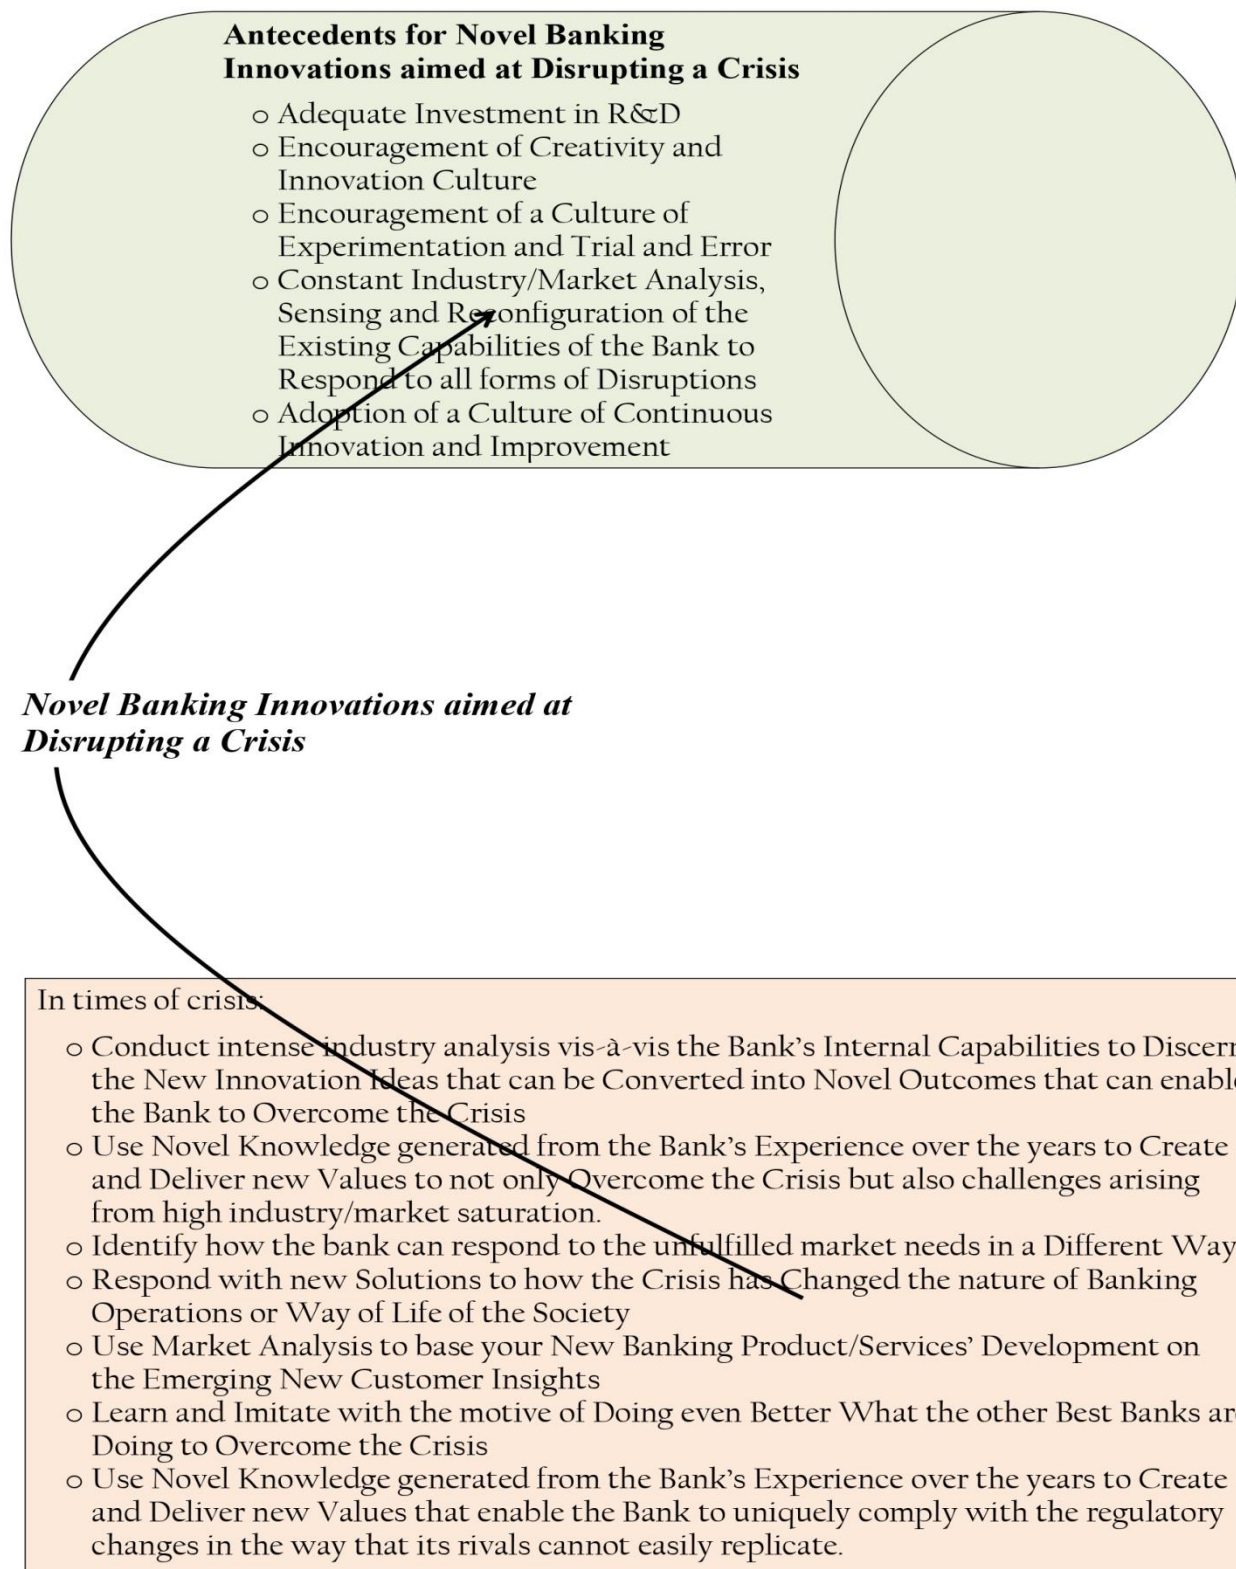 Antecedents for Novel Banking
Innovations aimed at Disrupting a Crisis
o Adequate Investment in R&D
o Encouragement of Creativity and
Innovation Culture
o Encouragement of a Culture of
Experimentation and Trial and Error
o Constant Industry/Market Analysis,
Sensing and Reconfiguration of the
Existing Capabilities of the Bank to
Respond to all forms of Disruptions
o Adoption of a Culture of Continuous
Innovation and Improvement
Novel Banking Innovations aimed at
Disrupting a Crisis
In times of crisis:
o Conduct intense industry analysis vis-à-vis the Bank's Internal Capabilities to Discern
the New Innovation Ideas that can be Converted into Novel Outcomes that can enable
the Bank to Overcome the Crisis
o Use Novel Knowledge generated from the Bank's Experience over the years to Create
and Deliver new Values to not only Overcome the Crisis but also challenges arising
from high industry/market saturation.
o Identify how the bank can respond to the unfulfilled market needs in a Different Way
o Respond with new Solutions to how the Crisis has Changed the nature of Banking
Operations or Way of Life of the Society
o Use Market Analysis to base your New Banking Product/Services' Development on
the Emerging New Customer Insights
o Learn and Imitate with the motive of Doing even Better What the other Best Banks are
Doing to Overcome the Crisis
o Use Novel Knowledge generated from the Bank's Experience over the years to Create
and Deliver new Values that enable the Bank to uniquely comply with the regulatory
changes in the way that its rivals cannot easily replicate.